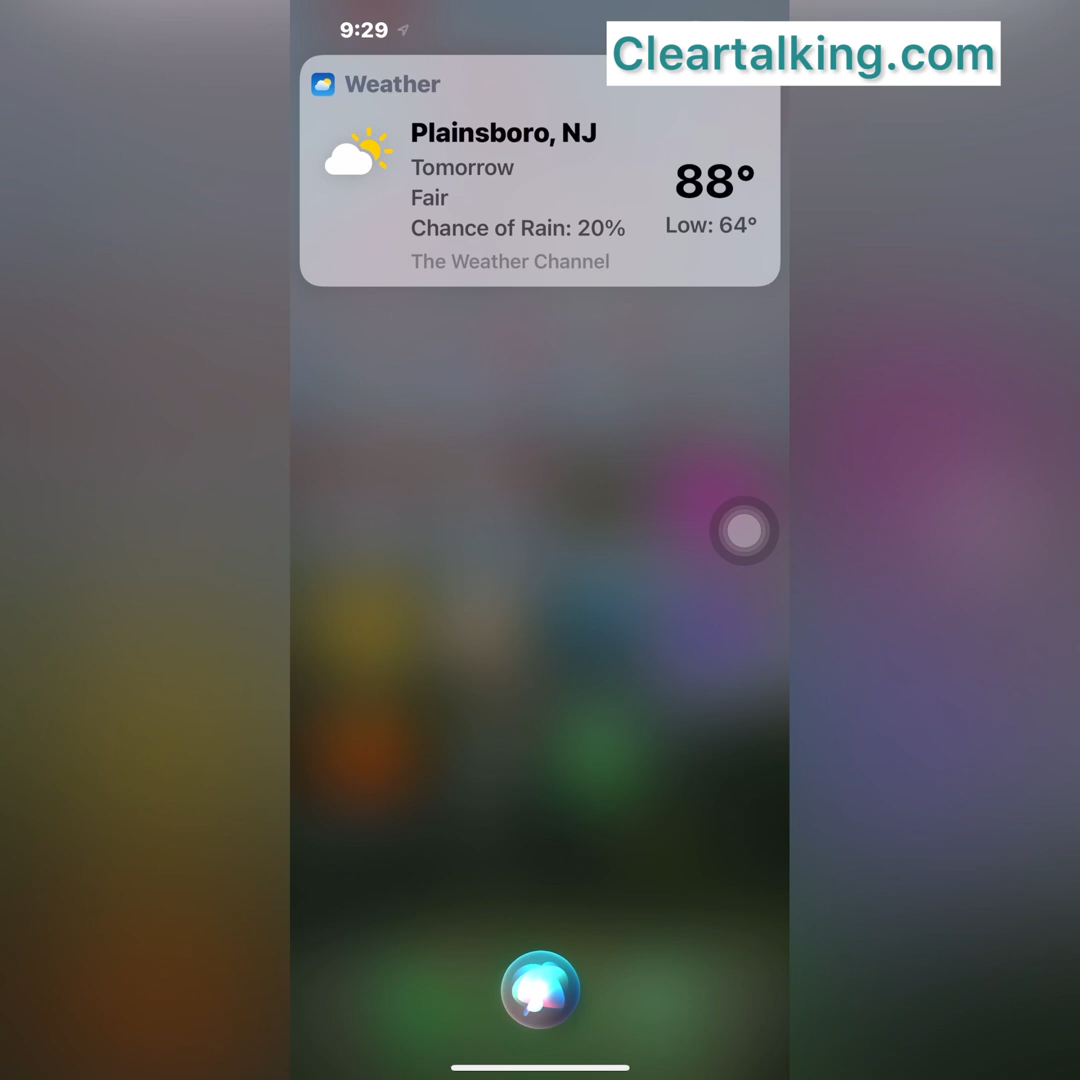 9:29
Cleartalking.com
Weather
Plainsboro, NJ
Tomorrow
88°
Fair
Chance of Rain: 20%
Low: 64°
The Weather Channel